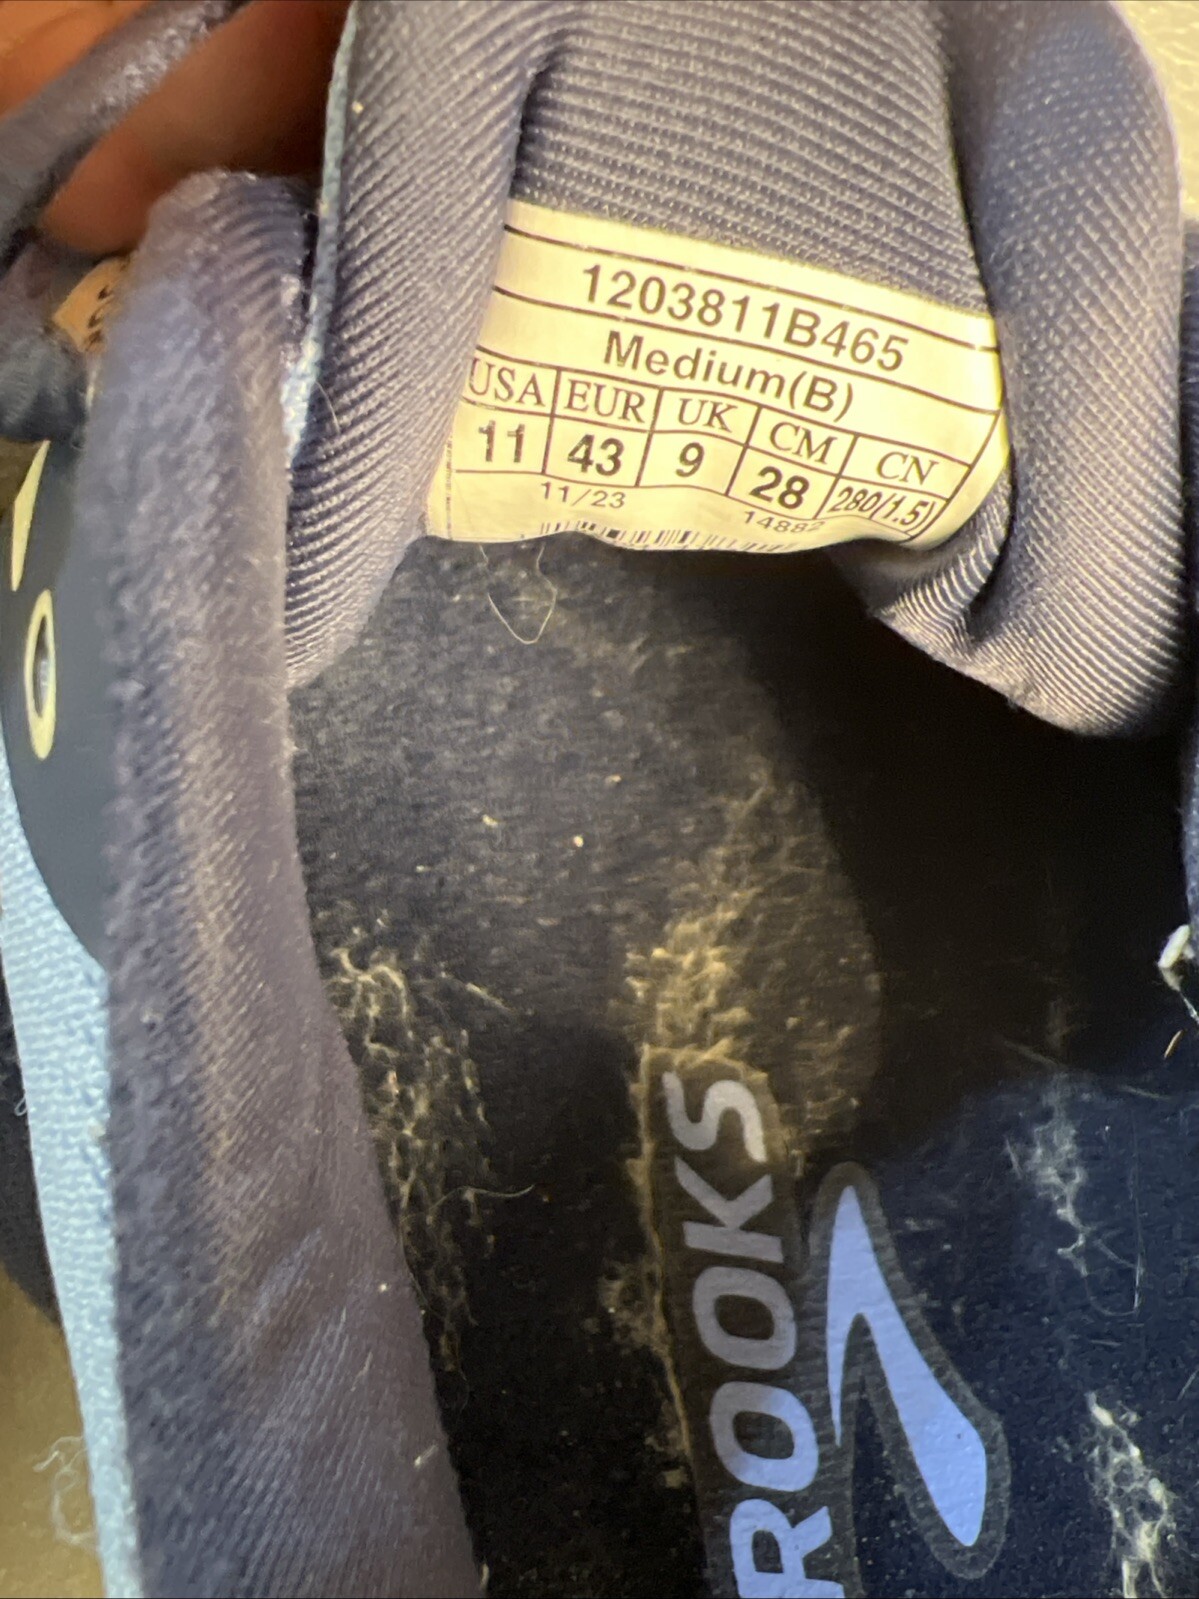 1203811B465
Medium(B)
USA EUR UK CM CN
11 43 9 28 280(1.5)
11/23 14882
ROOKS